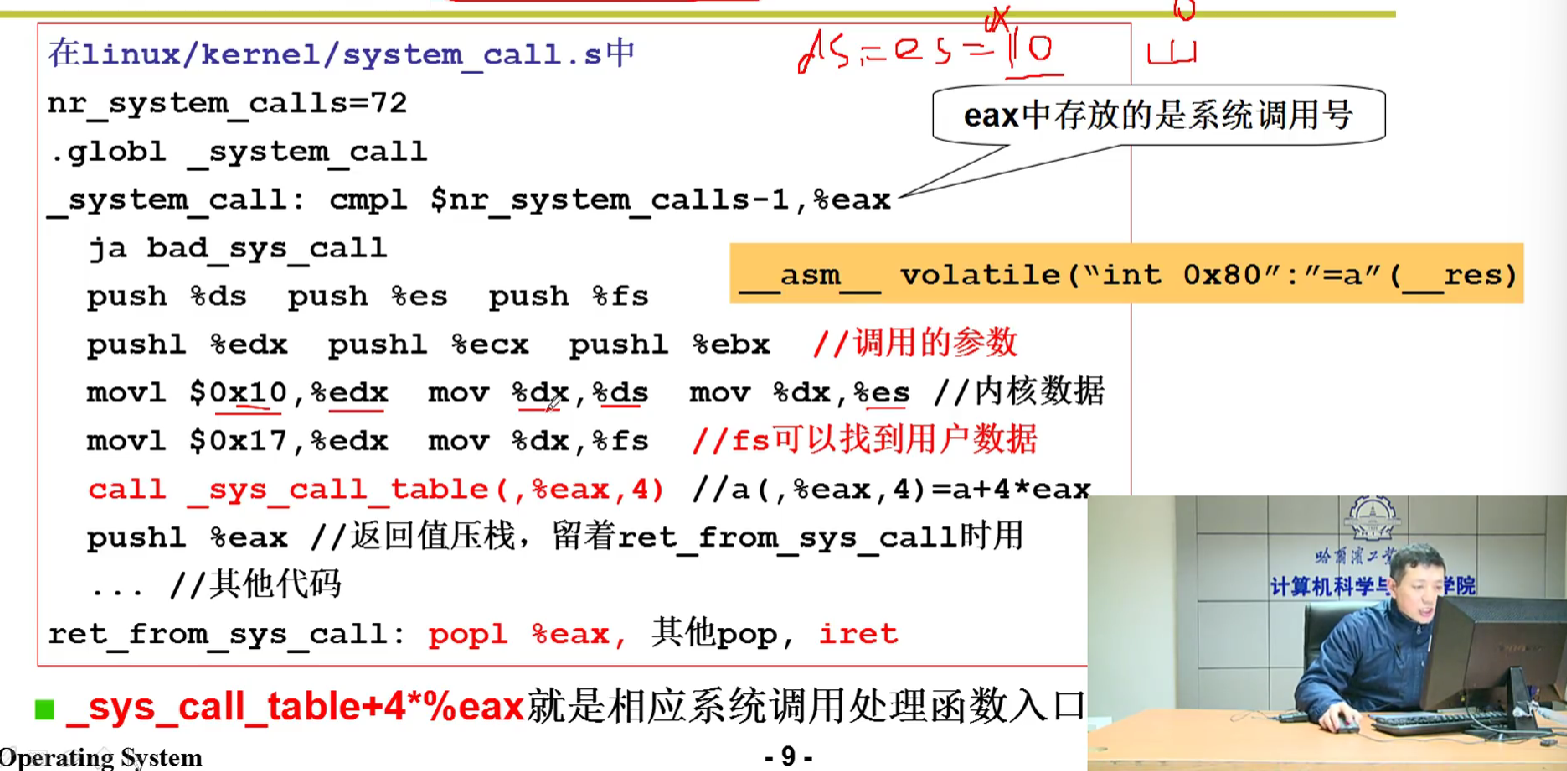 ds=es=0x10
在linux/kernel/system_call.s中
nr_system_calls=72
eax中存放的是系统调用号
.globl _system_call
_system_call: cmpl $nr_system_calls-1,%eax
ja bad_sys_call
__asm__ volatile(“int 0x80”:”=a”(__res)
push %ds push %es push %fs
pushl %edx pushl %ecx pushl %ebx //调用的参数
movl $0x10,%edx mov %dx,%ds mov %dx,%es //内核数据
movl $0x17,%edx mov %dx,%fs //fs可以找到用户数据
call _sys_call_table(,%eax,4) //a(,%eax,4)=a+4*eax
pushl %eax //返回值压栈，留着ret_from_sys_call时用
... //其他代码
ret_from_sys_call: popl %eax, 其他pop, iret
哈尔滨工
计算机科学与 学院
_sys_call_table+4*%eax就是相应系统调用处理函数入口
Operating System
- 9 -